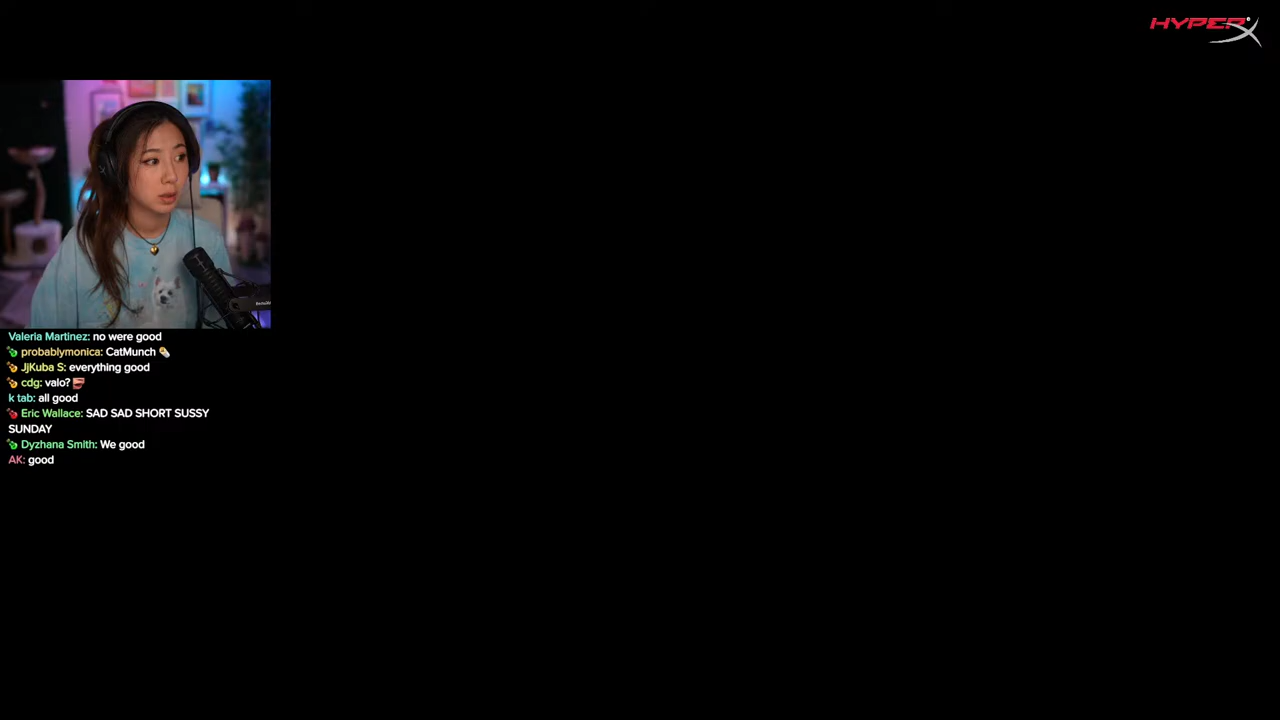 HYPERX
Valeria Martinez: no were good
probablymonica: CatMunch
JjKuba S: everything good
cdg: valo?
k tab: all good
Eric Wallace: SAD SAD SHORT SUSSY
SUNDAY
Dyzhana Smith: We good
AK: good